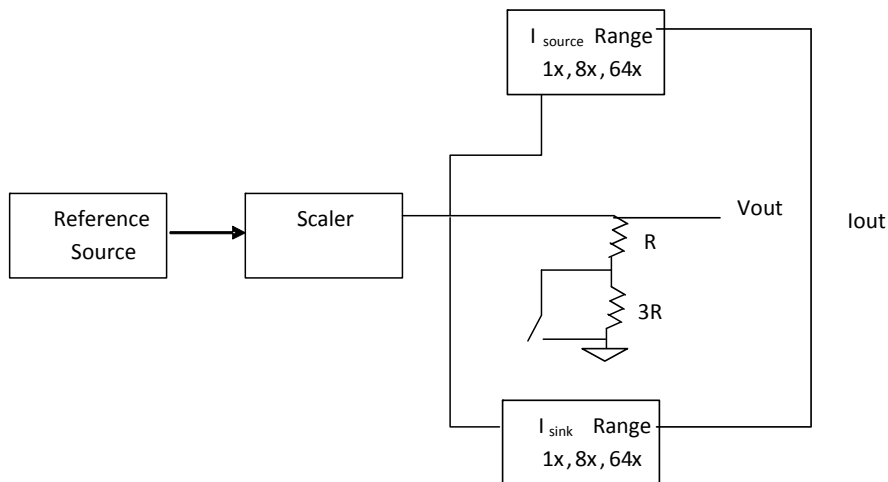 I source Range
1x, 8x, 64x
Reference
Source
Scaler
Vout
Iout
R
3R
I sink Range
1x, 8x, 64x